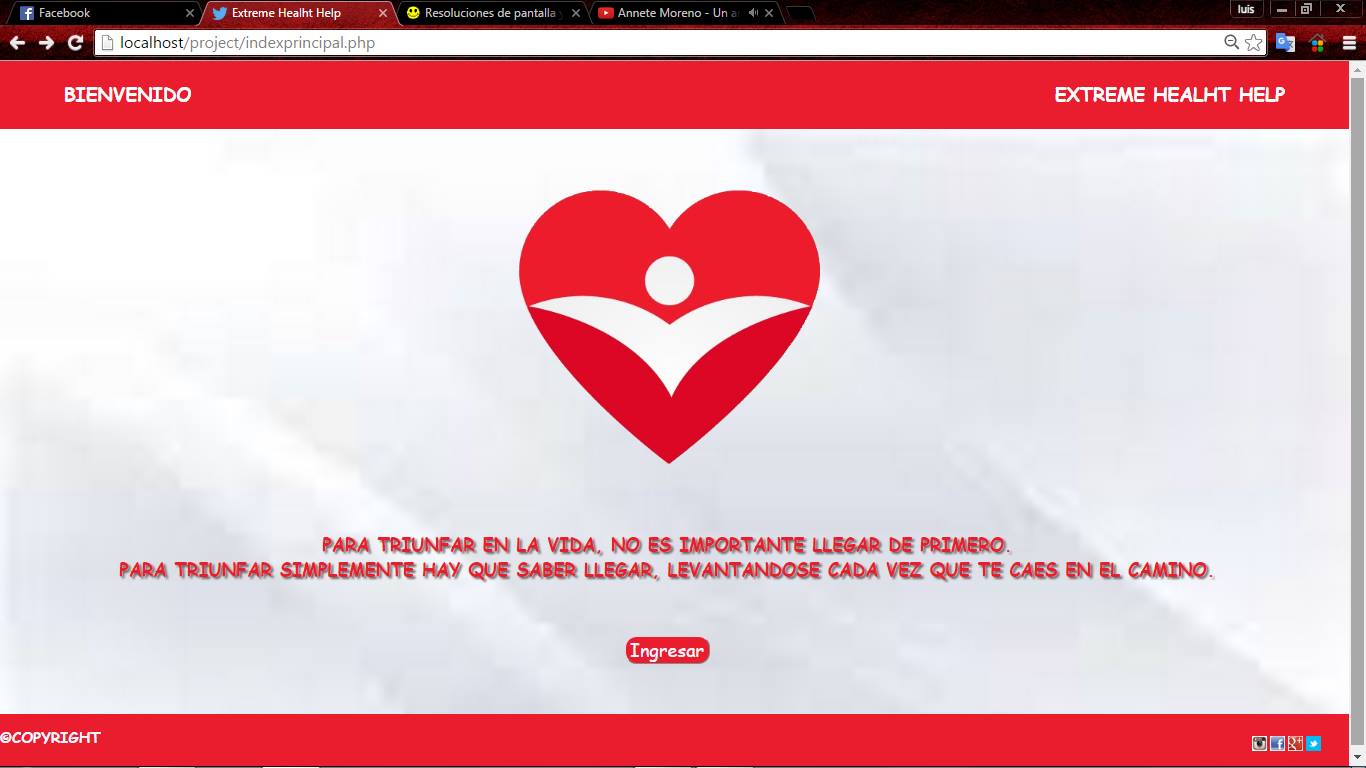 Facebook
Extreme Healht Help
Resoluciones de pantalla y
Annete Moreno - Un a
luis
localhost/project/indexprincipal.php
BIENVENIDO
EXTREME HEALHT HELP
PARA TRIUNFAR EN LA VIDA, NO ES IMPORTANTE LLEGAR DE PRIMERO.
PARA TRIUNFAR SIMPLEMENTE HAY QUE SABER LLEGAR, LEVANTANDOSE CADA VEZ QUE TE CAES EN EL CAMINO.
Ingresar
©COPYRIGHT